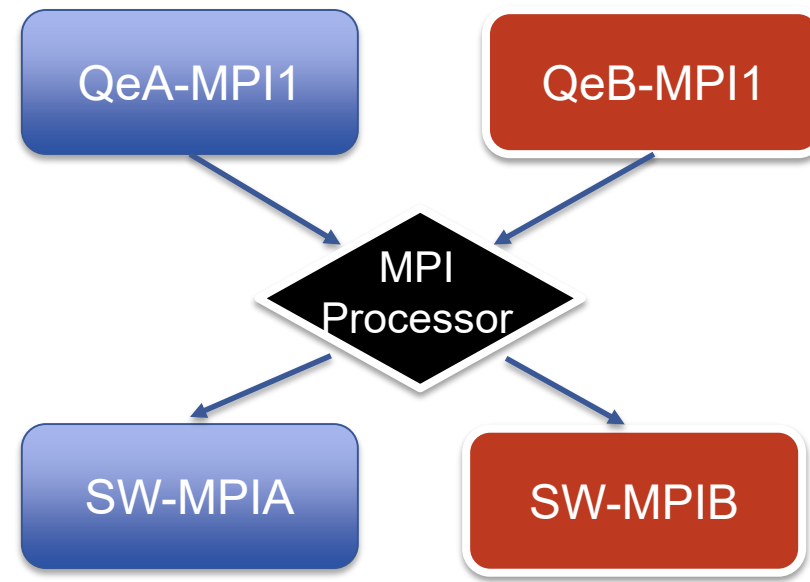 QeA-MPI1
QeB-MPI1
MPI
Processor
SW-MPIA
SW-MPIB